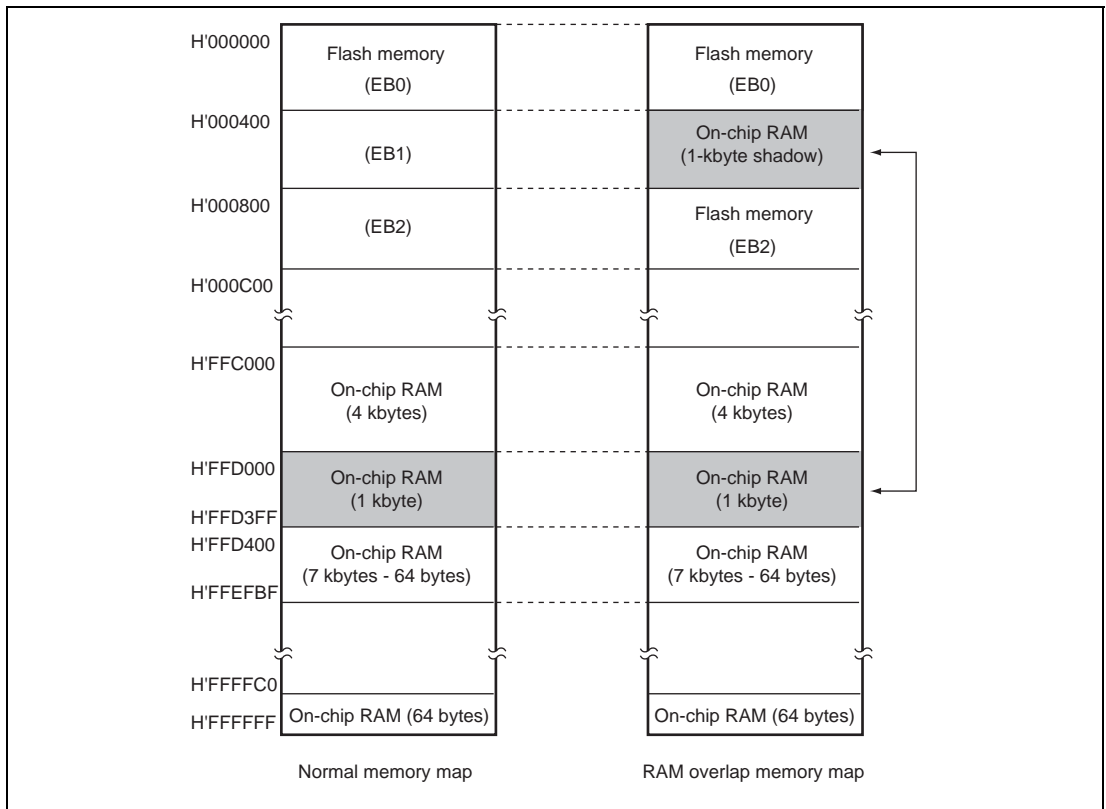 H'000000
Flash memory
(EB0)
Flash memory
(EB0)
H'000400
(EB1)
On-chip RAM
(1-kbyte shadow)
H'000800
(EB2)
Flash memory
(EB2)
H'000C00
H'FFC000
On-chip RAM
(4 kbytes)
On-chip RAM
(4 kbytes)
H'FFD000
On-chip RAM
(1 kbyte)
On-chip RAM
(1 kbyte)
H'FFD3FF
H'FFD400
On-chip RAM
(7 kbytes - 64 bytes)
On-chip RAM
(7 kbytes - 64 bytes)
H'FFEFBF
H'FFFFC0
On-chip RAM (64 bytes)
On-chip RAM (64 bytes)
H'FFFFFF
Normal memory map
RAM overlap memory map